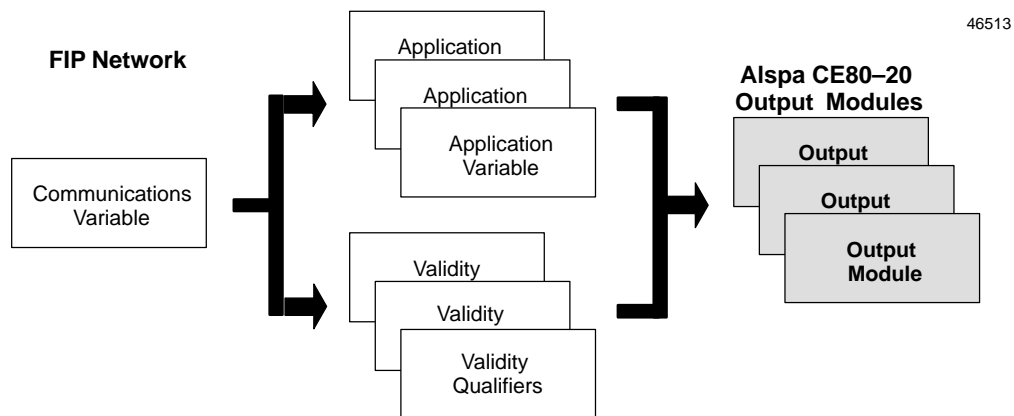 46513
FIP Network
Communications
Variable
Application
Application
Application
Variable
Validity
Validity
Validity
Qualifiers
Alspa CE80–20
Output Modules
Output
Output
Output
Module